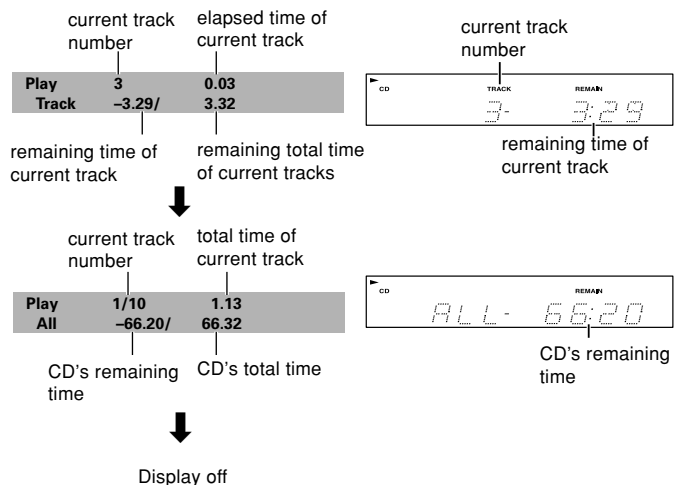 current track
number
elapsed time of
current track
Play 3 0.03
Track –3.29/ 3.32
remaining time of
current track
remaining total time
of current tracks
current track
number
CD TRACK REMAIN
3- 3:29
remaining time of
current track
current track
number
total time of
current track
Play 1/10 1.13
All –66.20/ 66.32
CD's remaining
time
CD's total time
CD REMAIN
ALL- 66:20
CD's remaining
time
Display off